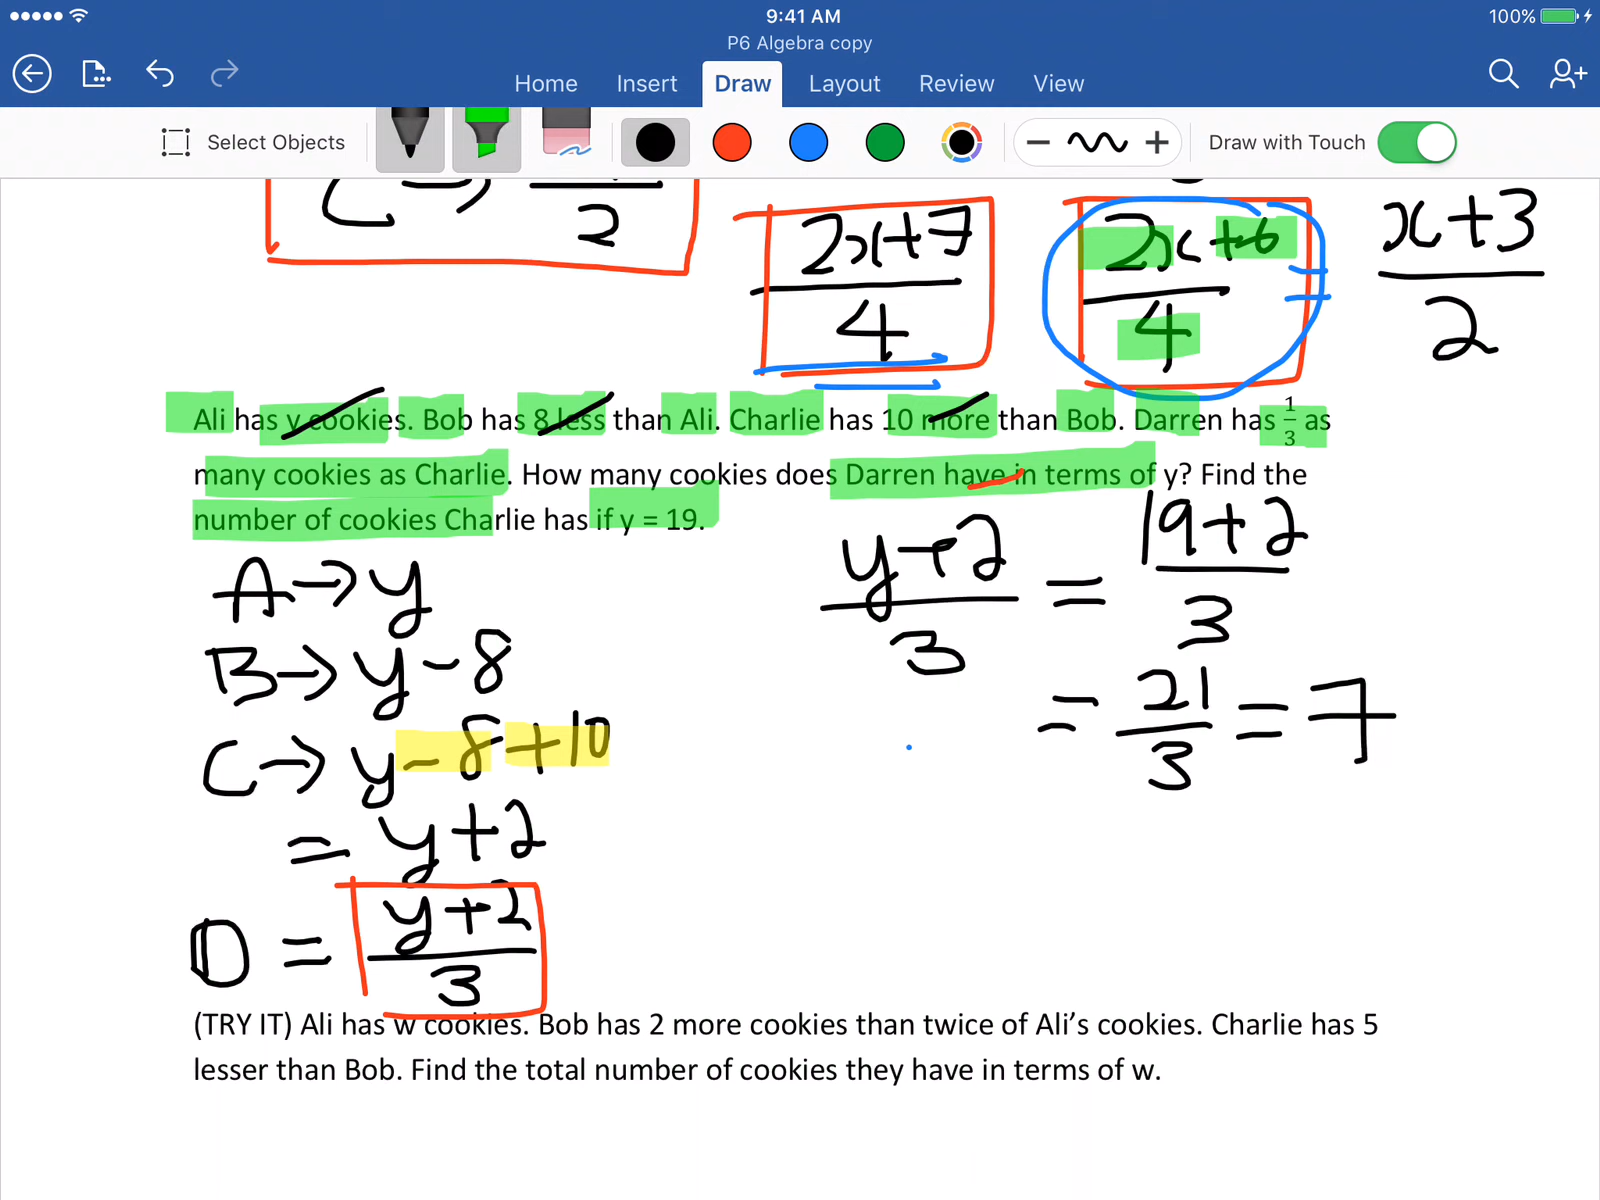 9:41 AM
100%
P6 Algebra copy
Home Insert Draw Layout Review View
Select Objects
Draw with Touch
2
2x+7
4
2x+6
4
=
x+3
2
Ali has y cookies. Bob has 8 less than Ali. Charlie has 10 more than Bob. Darren has 1/3 as
many cookies as Charlie. How many cookies does Darren have in terms of y? Find the
number of cookies Charlie has if y = 19.
A → y
B → y - 8
C → y - 8 + 10
= y + 2
D = y+2
3
y+2
3
= 19+2
3
= 21
3
= 7
(TRY IT) Ali has w cookies. Bob has 2 more cookies than twice of Ali’s cookies. Charlie has 5
lesser than Bob. Find the total number of cookies they have in terms of w.